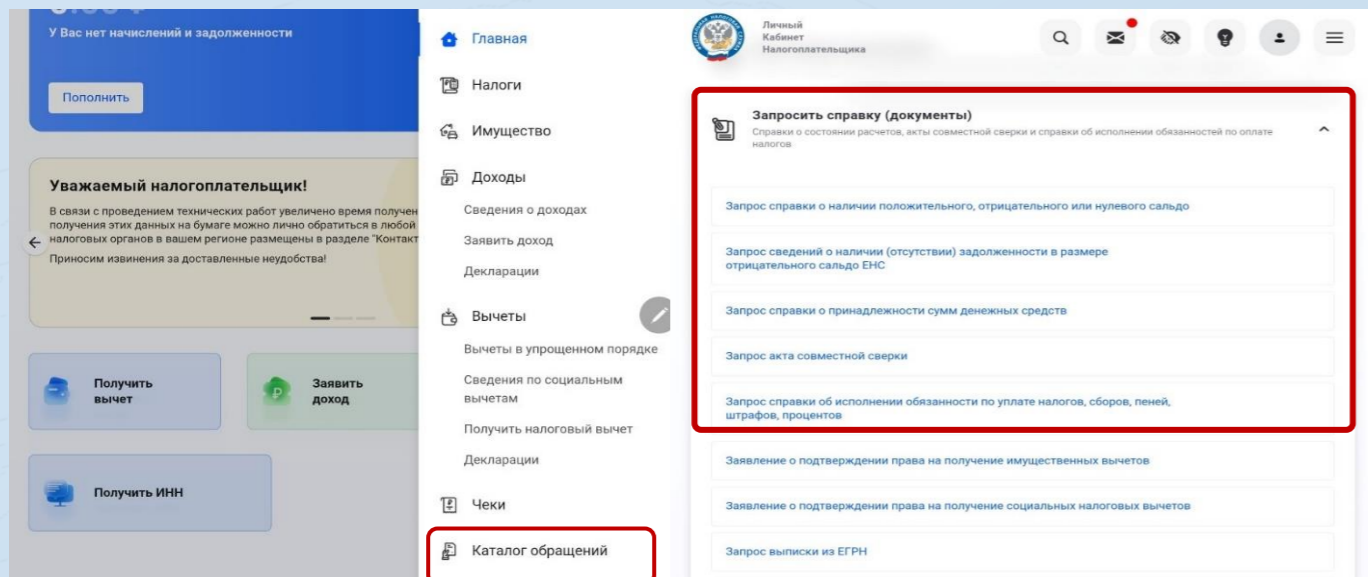 У Вас нет начислений и задолженности
Пополнить
Уважаемый налогоплательщик!
В связи с проведением технических работ увеличено время получен
получения этих данных на бумаге можно лично обратиться в любой
налоговых органов в вашем регионе размещены в разделе "Контакт
Приносим извинения за доставленные неудобства!
Получить
вычет
Заявить
доход
Получить ИНН
Главная
Налоги
Имущество
Доходы
Сведения о доходах
Заявить доход
Декларации
Вычеты
Вычеты в упрощенном порядке
Сведения по социальным
вычетам
Получить налоговый вычет
Декларации
Чеки
Каталог обращений
Личный
Кабинет
Налогоплательщика
Запросить справку (документы)
Справки о состоянии расчетов, акты совместной сверки и справки об исполнении обязанностей по оплате
налогов
Запрос справки о наличии положительного, отрицательного или нулевого сальдо
Запрос сведений о наличии (отсутствии) задолженности в размере
отрицательного сальдо ЕНС
Запрос справки о принадлежности сумм денежных средств
Запрос акта совместной сверки
Запрос справки об исполнении обязанности по уплате налогов, сборов, пеней,
штрафов, процентов
Заявление о подтверждении права на получение имущественных вычетов
Заявление о подтверждении права на получение социальных налоговых вычетов
Запрос выписки из ЕГРН